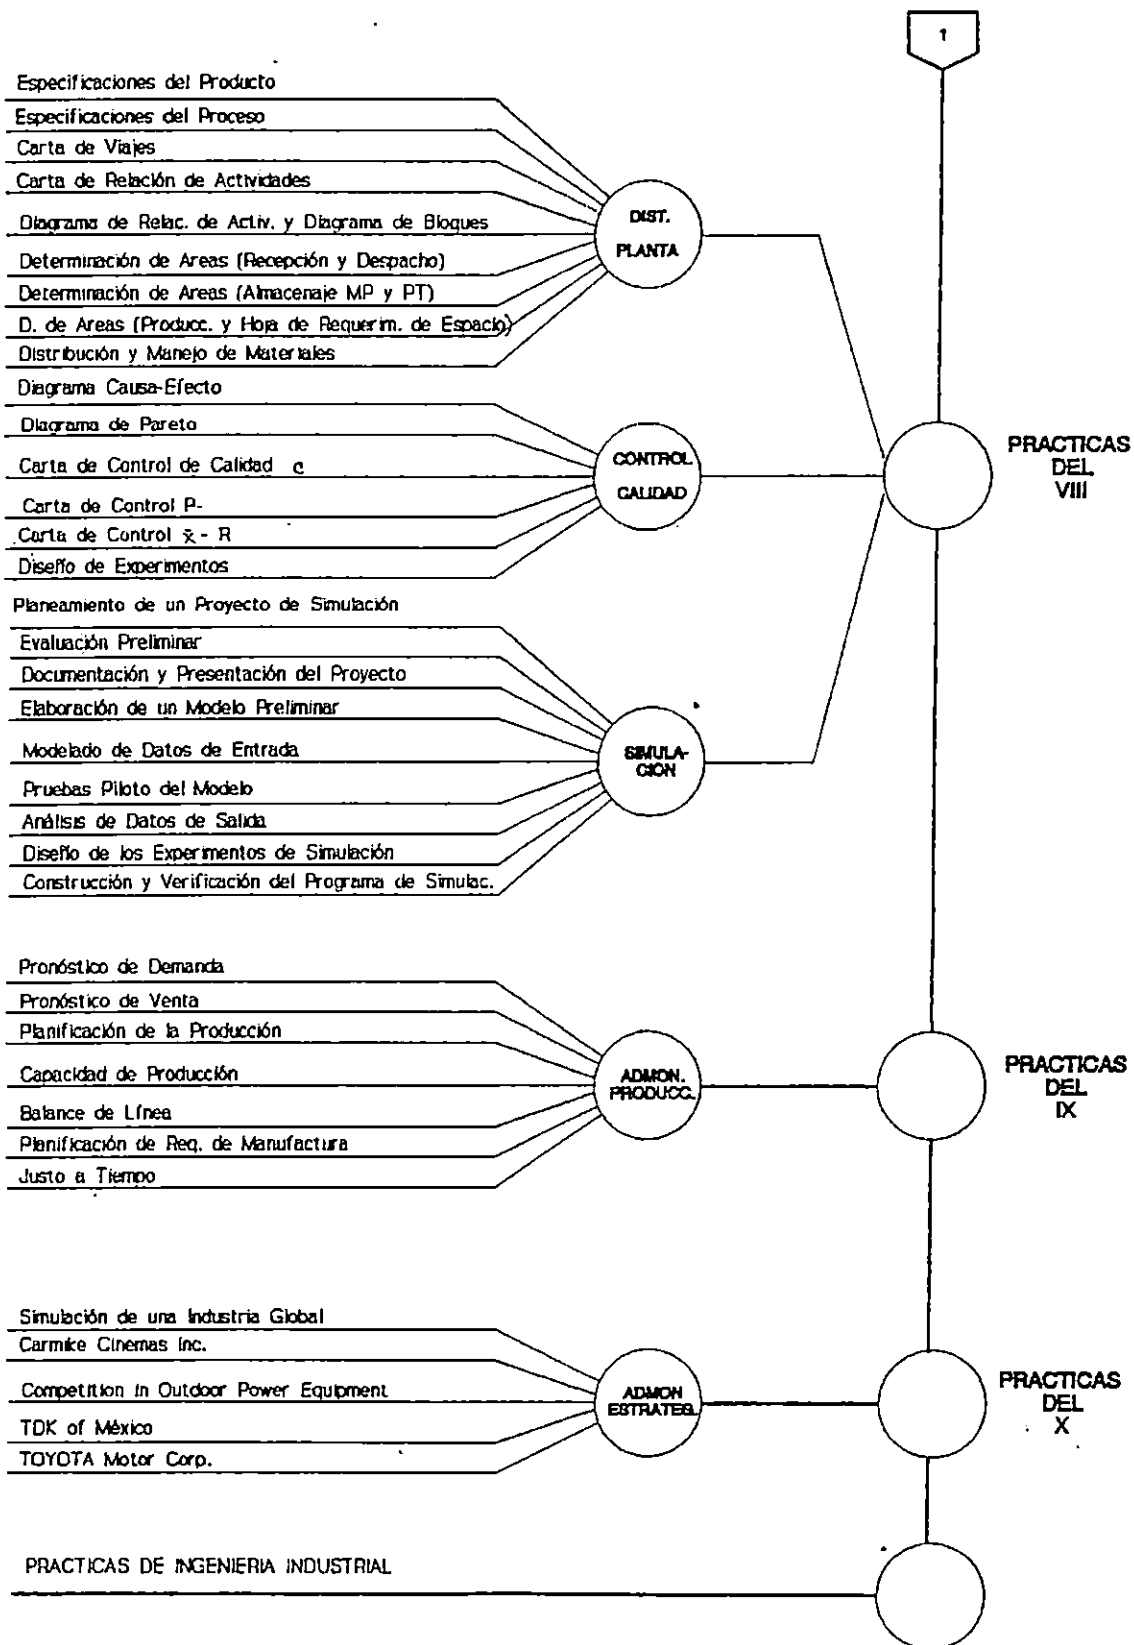 1
Especificaciones del Producto
Especificaciones del Proceso
Carta de Viajes
Carta de Relación de Actividades
Diagrama de Relac. de Activ. y Diagrama de Bloques
Determinación de Areas (Recepción y Despacho)
Determinación de Areas (Almacenaje MP y PT)
D. de Areas (Producc. y Hoja de Requerim. de Espacio)
Distribución y Manejo de Materiales
DIST.
PLANTA
Diagrama Causa-Efecto
Diagrama de Pareto
Carta de Control de Calidad c
Carta de Control P-
Carta de Control x̄ - R
Diseño de Experimentos
CONTROL
CALIDAD
PRACTICAS
DEL
VIII
Planeamiento de un Proyecto de Simulación
Evaluación Preliminar
Documentación y Presentación del Proyecto
Elaboración de un Modelo Preliminar
Modelado de Datos de Entrada
Pruebas Piloto del Modelo
Análisis de Datos de Salida
Diseño de los Experimentos de Simulación
Construcción y Verificación del Programa de Simulac.
SIMULA-
CION
Pronóstico de Demanda
Pronóstico de Venta
Planificación de la Producción
Capacidad de Producción
Balance de Línea
Planificación de Req. de Manufactura
Justo a Tiempo
ADMON.
PRODUCC.
PRACTICAS
DEL
IX
Simulación de una Industria Global
Carmike Cinemas Inc.
Competition in Outdoor Power Equipment
TDK of México
TOYOTA Motor Corp.
ADMON
ESTRATEG.
PRACTICAS
DEL
X
PRACTICAS DE INGENIERIA INDUSTRIAL